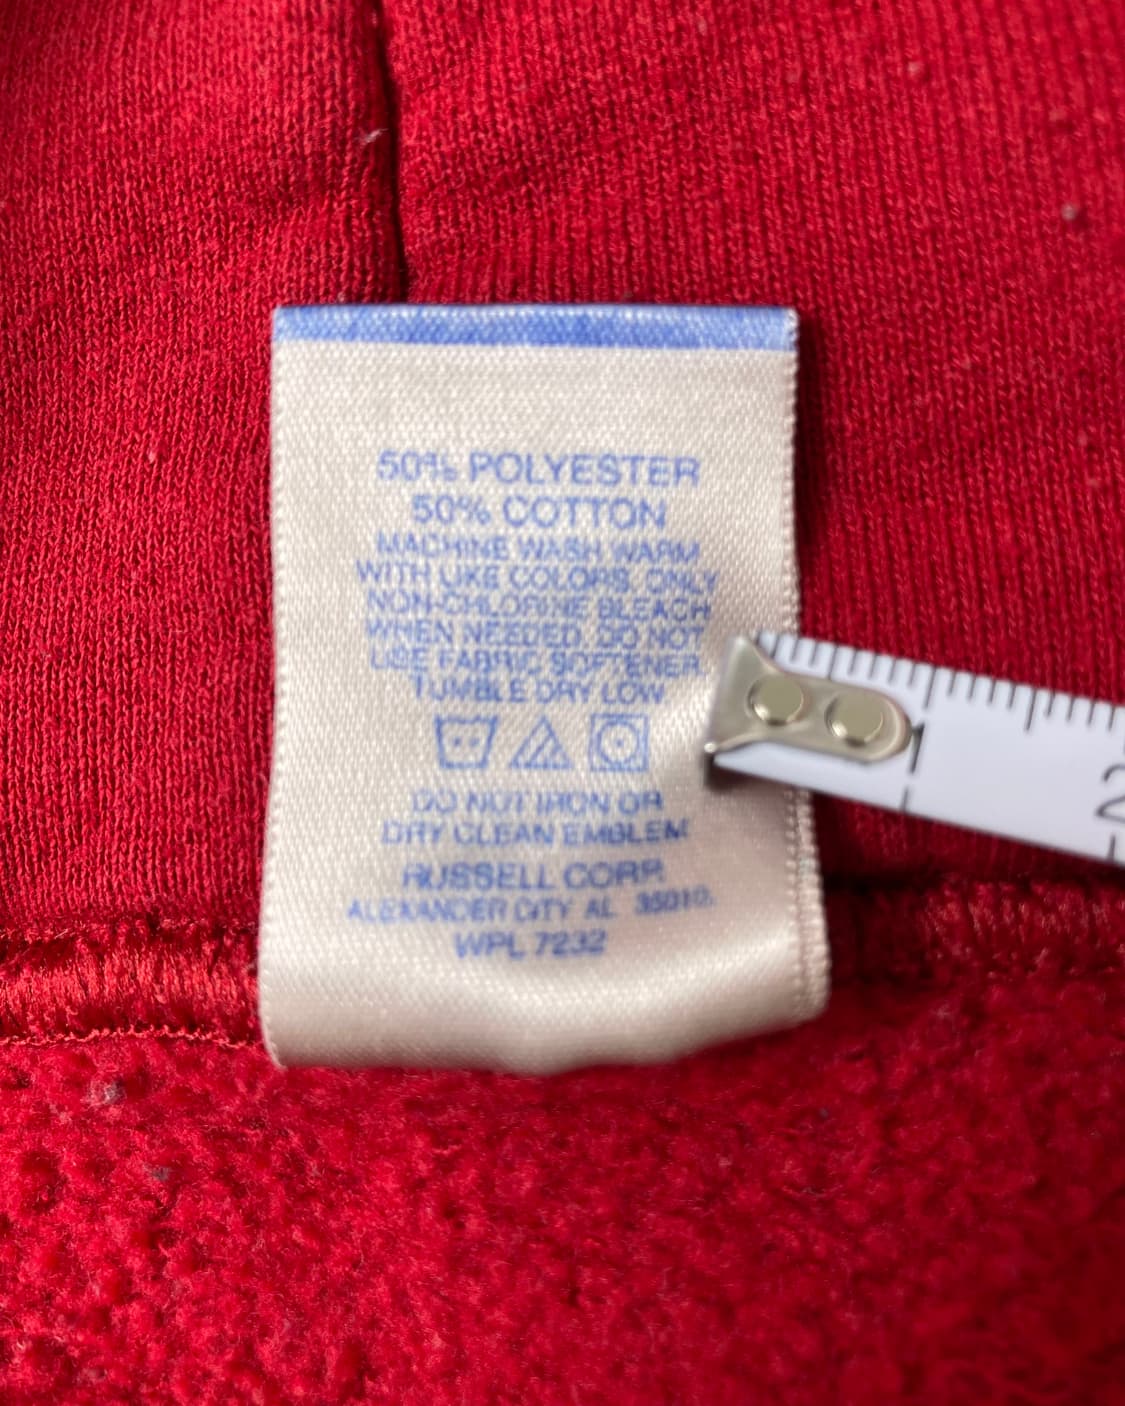 50% POLYESTER
50% COTTON
MACHINE WASH WARM
WITH LIKE COLORS. ONLY
NON-CHLORINE BLEACH
WHEN NEEDED. DO NOT
USE FABRIC SOFTENER.
TUMBLE DRY LOW
DO NOT IRON OR
DRY CLEAN EMBLEM
RUSSELL CORP.
ALEXANDER CITY AL 35010.
WPL 7232
1
2